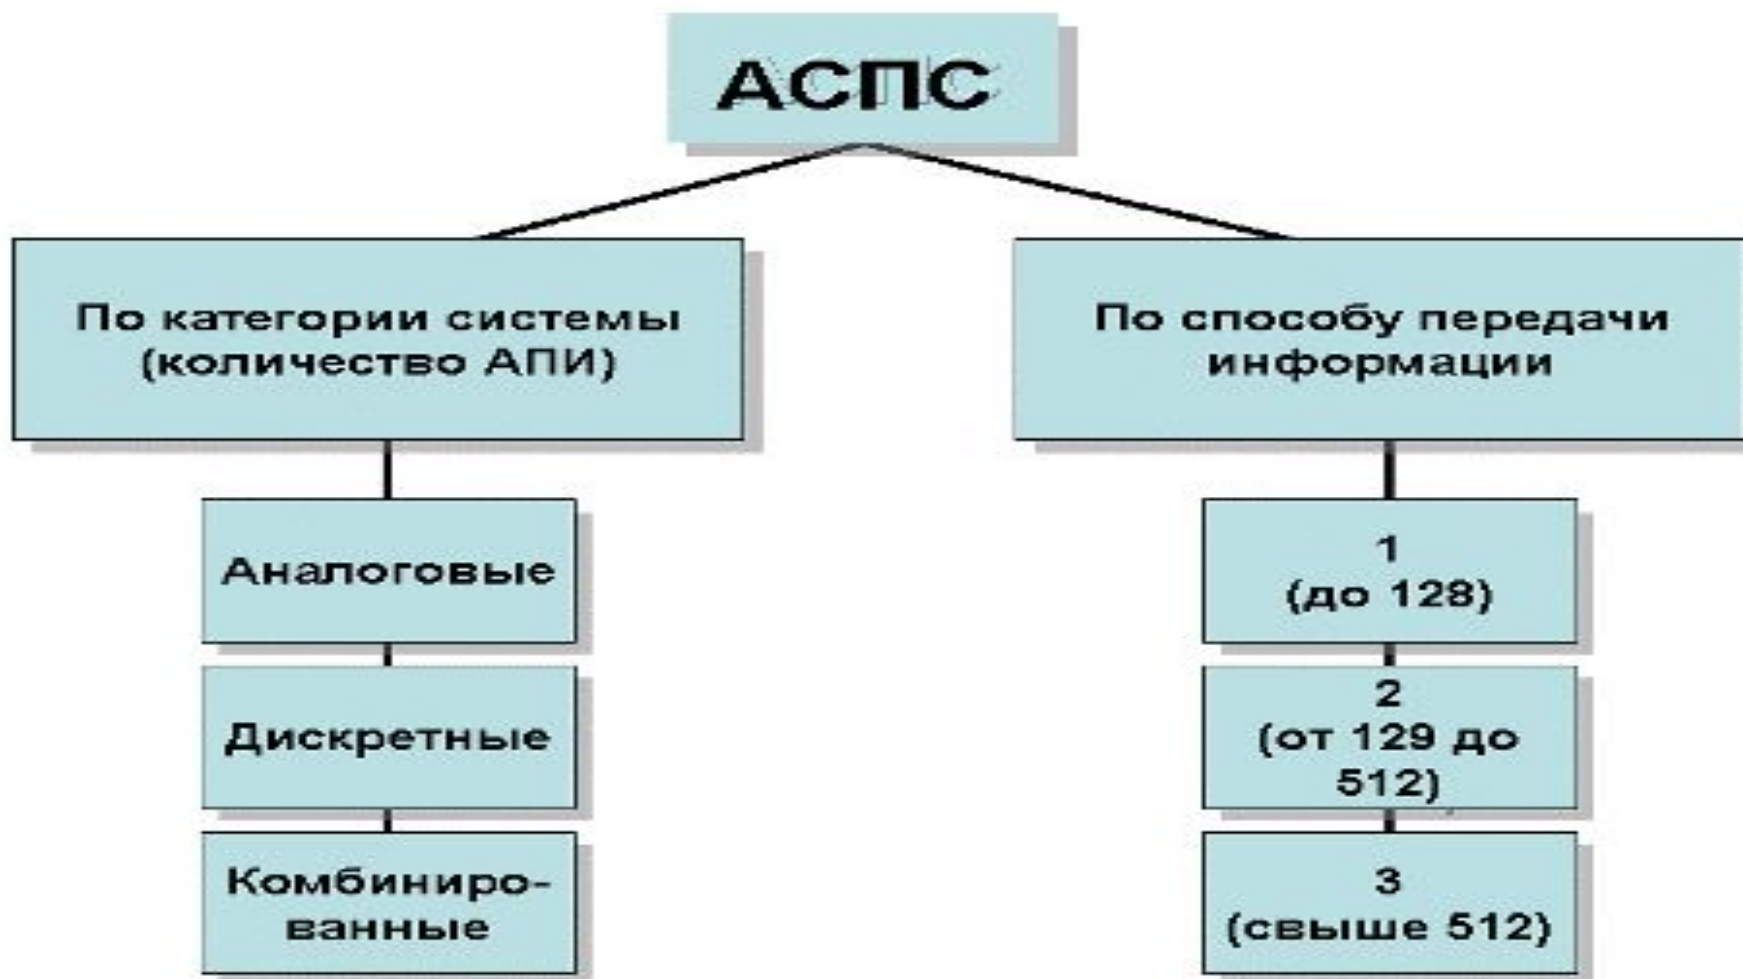 АСПС
По категории системы
(количество АПИ)
Аналоговые
Дискретные
Комбиниро-
ванные
По способу передачи
информации
1
(до 128)
2
(от 129 до
512)
3
(свыше 512)